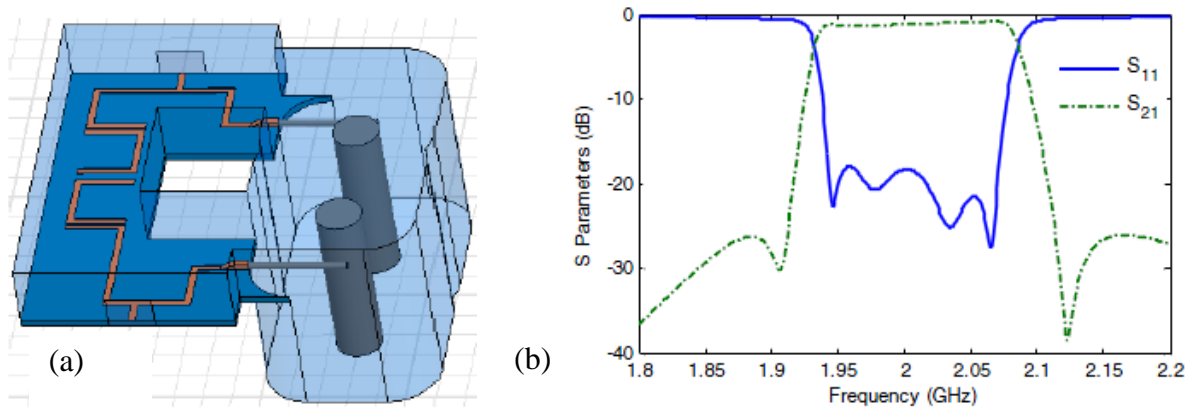 (a)
(b)
S Parameters (dB)
0
-10
-20
-30
-40
S11
S21
1.8 1.85 1.9 1.95 2 2.05 2.1 2.15 2.2
Frequency (GHz)